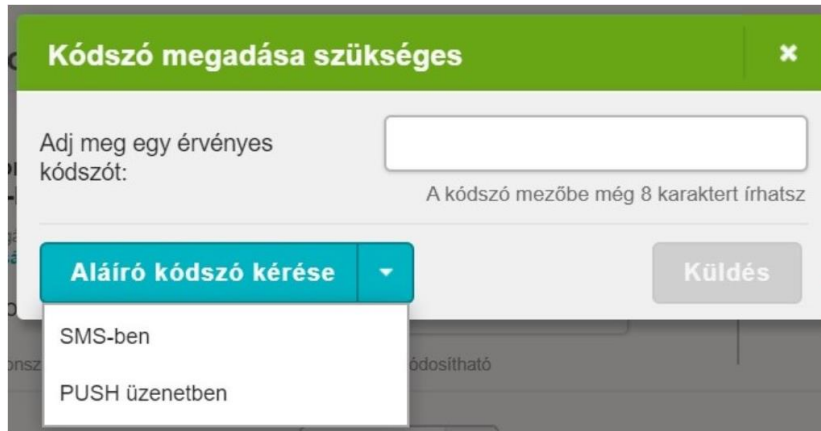 Kódszó megadása szükséges
Adj meg egy érvényes
kódszót:
A kódszó mezőbe még 8 karaktert írhatsz
Aláíró kódszó kérése
Küldés
SMS-ben
PUSH üzenetben